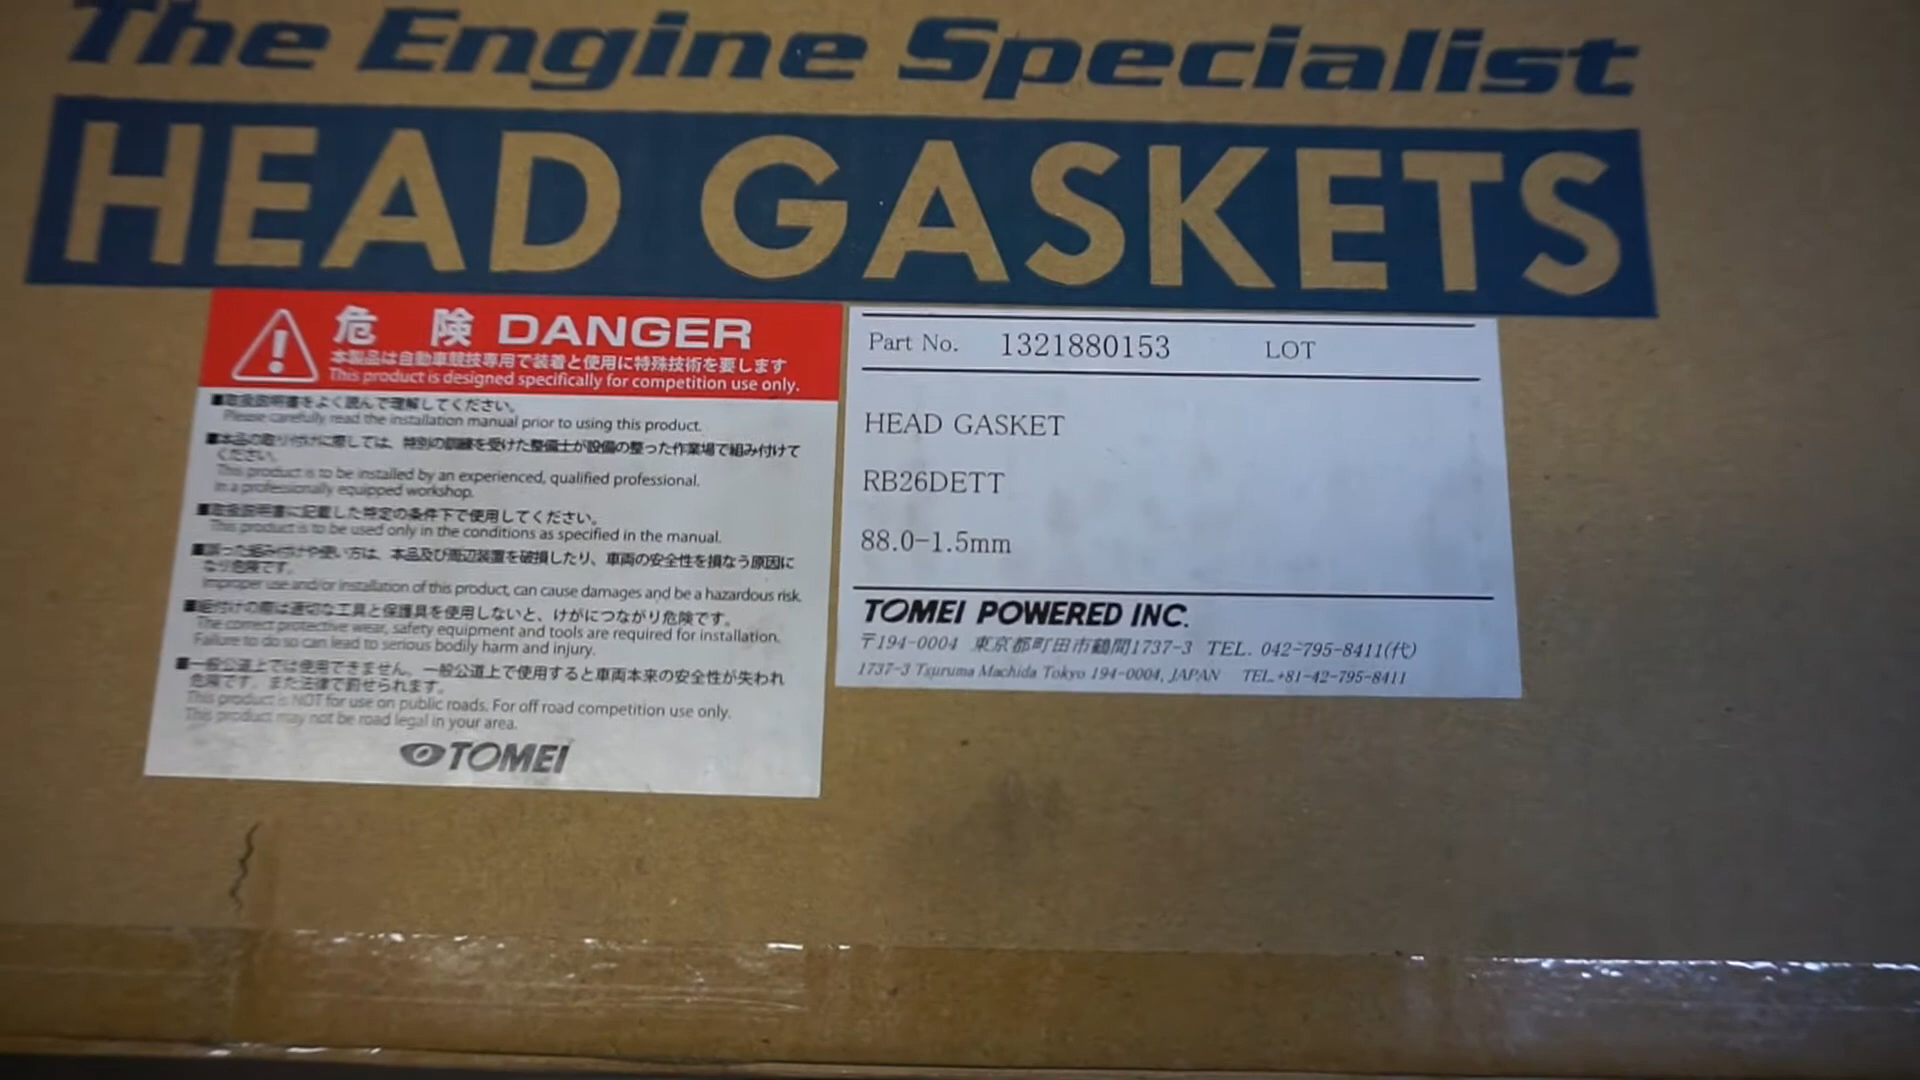 The Engine Specialist
HEAD GASKETS
危 険 DANGER
本製品は自動車競技専用で装着と使用に特殊技術を要します
This product is designed specifically for competition use only.
■取扱説明書をよく読んで理解してください。
Please carefully read the installation manual prior to using this product.
■本品の取り付けに際しては、特別の訓練を受けた整備士が設備の整った作業場で組み付けて
ください。
This product is to be installed by an experienced, qualified professional.
In a professionally equipped workshop.
■取扱説明書に記載した特定の条件下で使用してください。
This product is to be used only in the conditions as specified in the manual.
■誤った組み付けや使い方は、本品及び周辺装置を破損したり、車両の安全性を損なう原因に
なり危険です。
Improper use and/or installation of this product, can cause damages and be a hazardous risk.
■組付けの際は適切な工具と保護具を使用しないと、けがにつながり危険です。
The correct protective wear, safety equipment and tools are required for installation.
Failure to do so can lead to serious bodily harm and injury.
■一般公道上では使用できません。一般公道上で使用すると車両本来の安全性が失われ
危険です。また法律で罰せられます。
This product is NOT for use on public roads. For off road competition use only.
This product may not be road legal in your area.
TOMEI
Part No. 1321880153 LOT
HEAD GASKET
RB26DETT
88.0-1.5mm
TOMEI POWERED INC.
〒194-0004 東京都町田市鶴間1737-3 TEL. 042-795-8411(代)
1737-3 Tsuruma Machida Tokyo 194-0004, JAPAN TEL.+81-42-795-8411